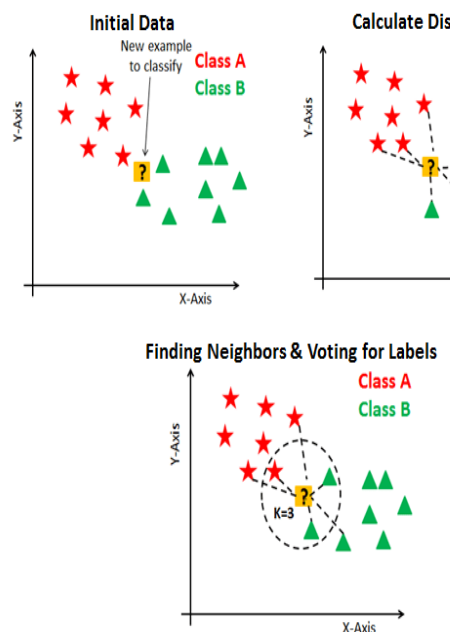 Initial Data
New example
to classify
Class A
Class B
?
Y-Axis
X-Axis
Calculate Dis
?
Y-Axis
Finding Neighbors & Voting for Labels
Class A
Class B
?
K=3
Y-Axis
X-Axis